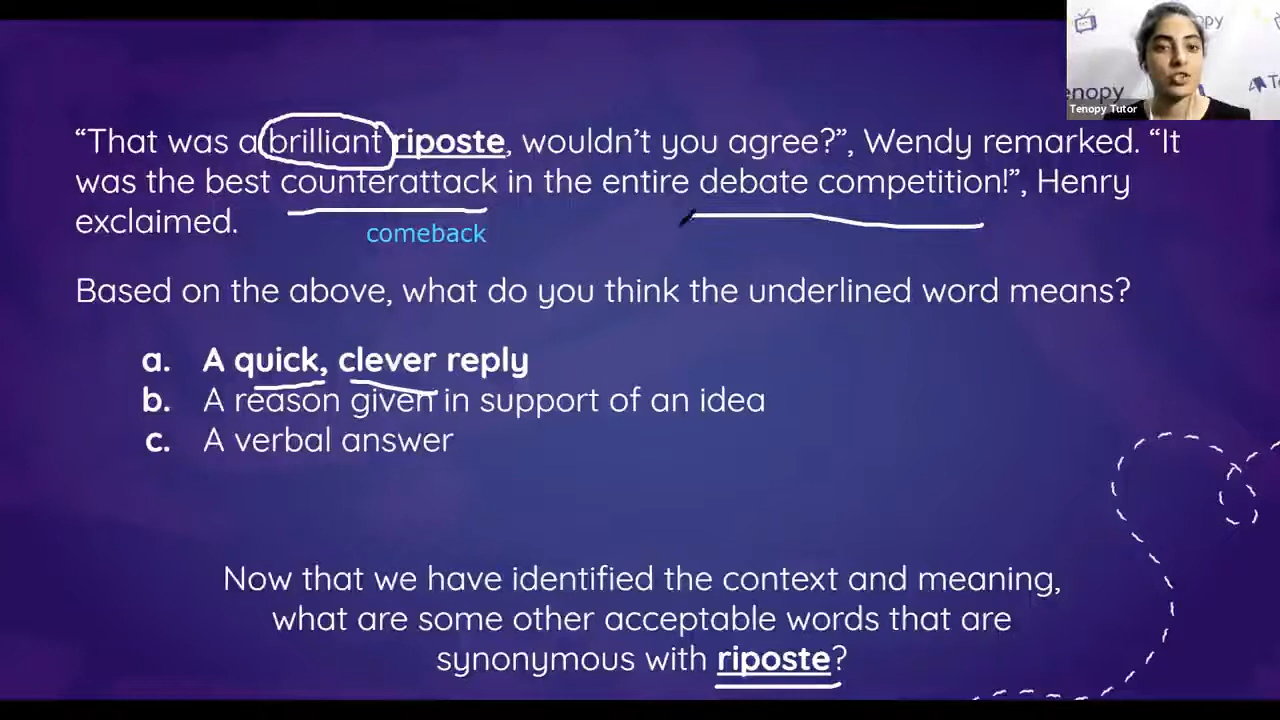 opy
enopy
Te
Tenopy Tutor
“That was a brilliant riposte, wouldn’t you agree?”, Wendy remarked. “It
was the best counterattack in the entire debate competition!”, Henry
exclaimed.
comeback
Based on the above, what do you think the underlined word means?
a. A quick, clever reply
b. A reason given in support of an idea
c. A verbal answer
Now that we have identified the context and meaning,
what are some other acceptable words that are
synonymous with riposte?